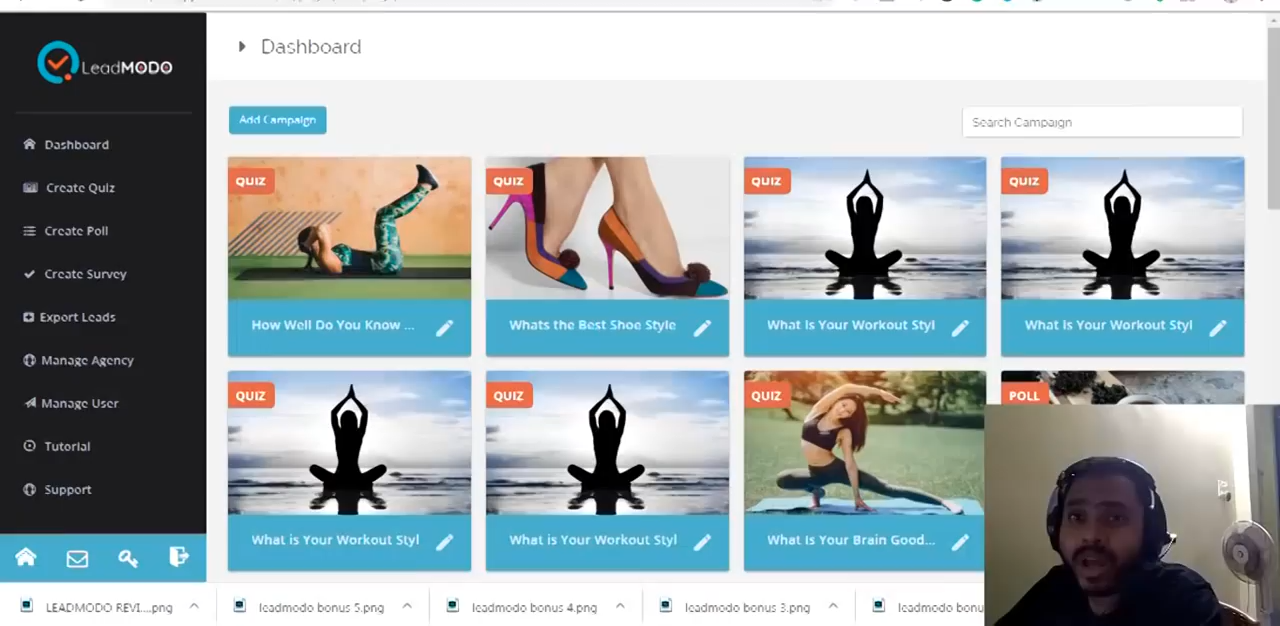 LeadMODO
Dashboard
Dashboard
Create Quiz
Create Poll
Create Survey
Export Leads
Manage Agency
Manage User
Tutorial
Support
Add Campaign
Search Campaign
QUIZ
QUIZ
QUIZ
QUIZ
How Well Do You Know ...
Whats the Best Shoe Style
What Is Your Workout Styl
What Is Your Workout Styl
QUIZ
QUIZ
QUIZ
POLL
What is Your Workout Styl
What is Your Workout Styl
What Is Your Brain Good...
LEADMODO REVI....png
leadmodo bonus 5.png
leadmodo bonus 4.png
leadmodo bonus 3.png
leadmodo bonu